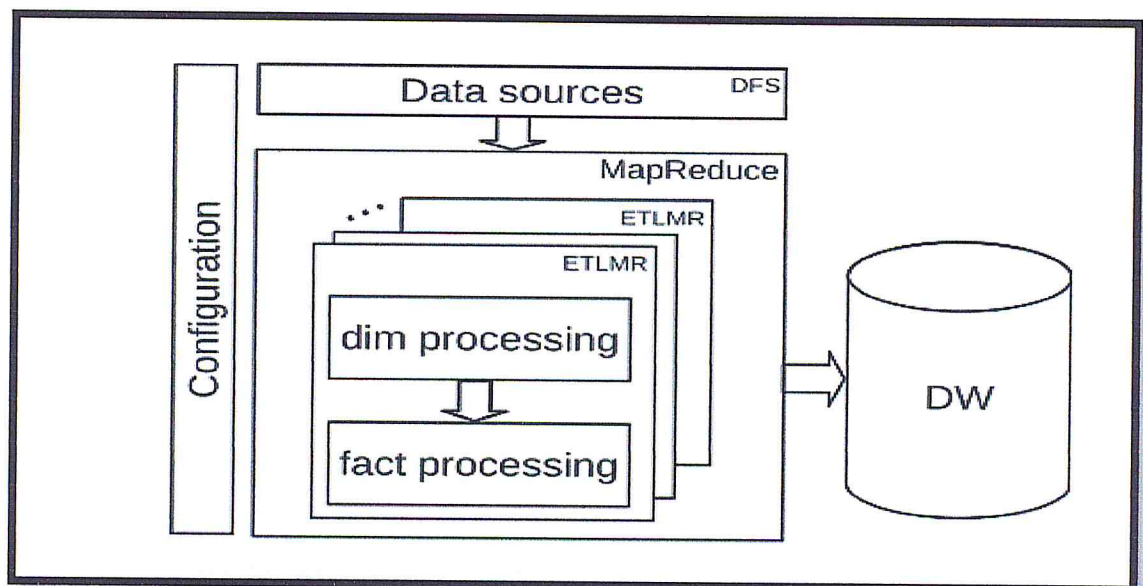 Data sources
DFS
Configuration
MapReduce
...
ETLMR
ETLMR
dim processing
fact processing
DW